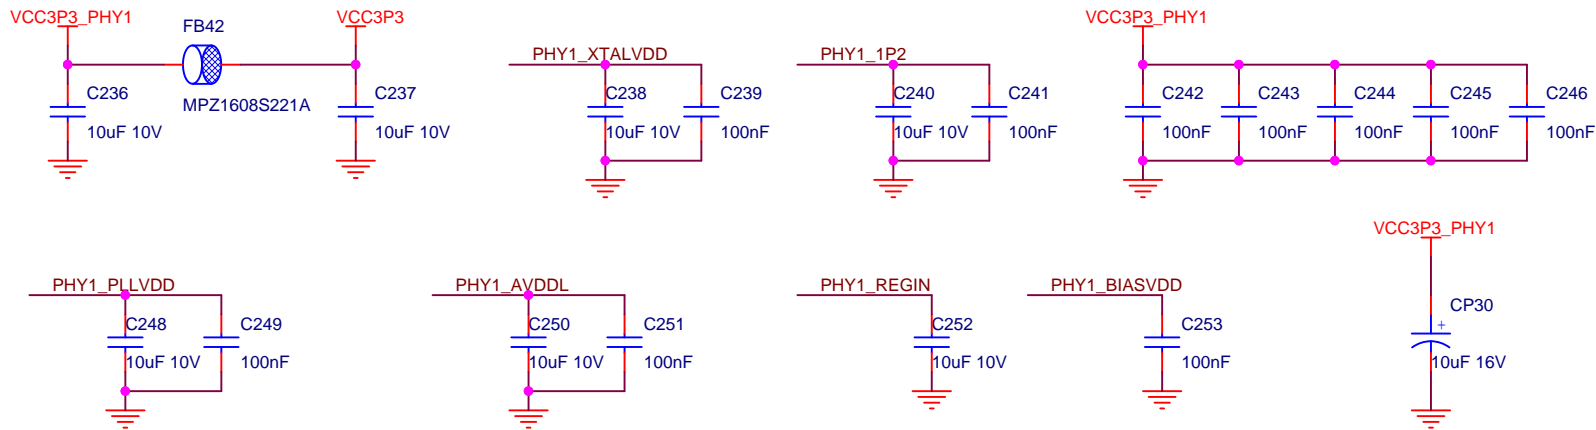 VCC3P3_PHY1
FB42
VCC3P3
VCC3P3_PHY1
PHY1_XTALVDD
PHY1_1P2
C236
MPZ1608S221A
C237
C238
C239
C240
C241
C242
C243
C244
C245
C246
10uF 10V
10uF 10V
10uF 10V
100nF
10uF 10V
100nF
100nF
100nF
100nF
100nF
100nF
VCC3P3_PHY1
PHY1_PLLVDD
PHY1_AVDDL
PHY1_REGIN
PHY1_BIASVDD
CP30
C248
C249
C250
C251
C252
C253
+
10uF 10V
100nF
10uF 10V
100nF
10uF 10V
100nF
10uF 16V